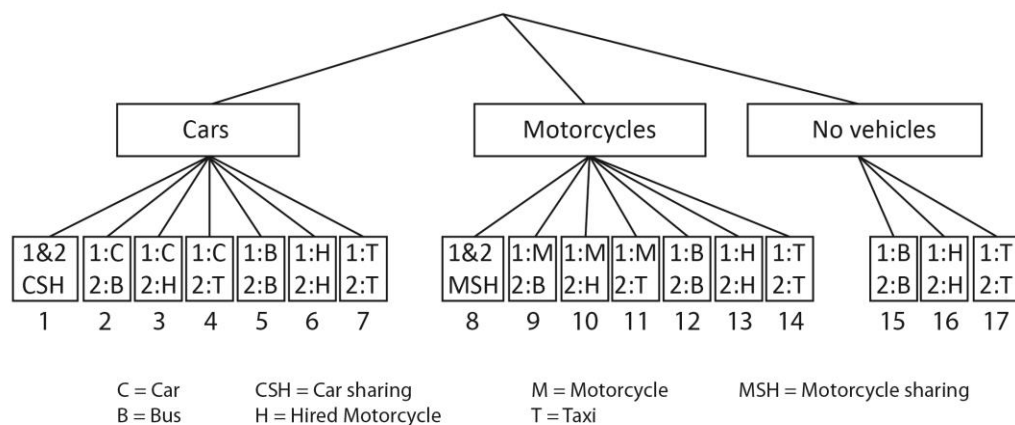 Cars Motorcycles No vehicles
1&2 1:C 1:C 1:C 1:B 1:H 1:T 1&2 1:M 1:M 1:M 1:B 1:H 1:T 1:B 1:H 1:T
CSH 2:B 2:H 2:T 2:B 2:H 2:T MSH 2:B 2:H 2:T 2:B 2:H 2:T 2:B 2:H 2:T
1 2 3 4 5 6 7 8 9 10 11 12 13 14 15 16 17
C = Car CSH = Car sharing M = Motorcycle MSH = Motorcycle sharing
B = Bus H = Hired Motorcycle T = Taxi